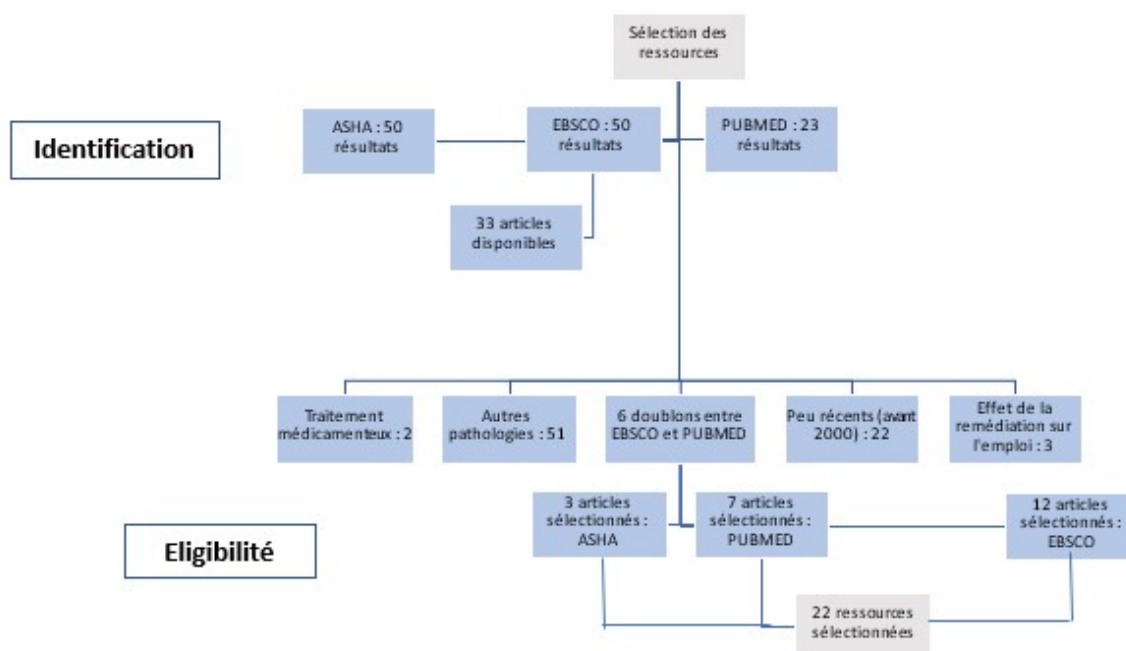 Sélection des
ressources
Identification
ASHA : 50
résultats
EBSCO : 50
résultats
PUBMED : 23
résultats
33 articles
disponibles
Traitement
médicamenteux : 2
Autres
pathologies : 51
6 doublons entre
EBSCO et PUBMED
Peu récents (avant
2000) : 22
Effet de la
remédiation sur
l'emploi : 3
Eligibilité
3 articles
sélectionnés :
ASHA
7 articles
sélectionnés :
PUBMED
12 articles
sélectionnés :
EBSCO
22 ressources
sélectionnées